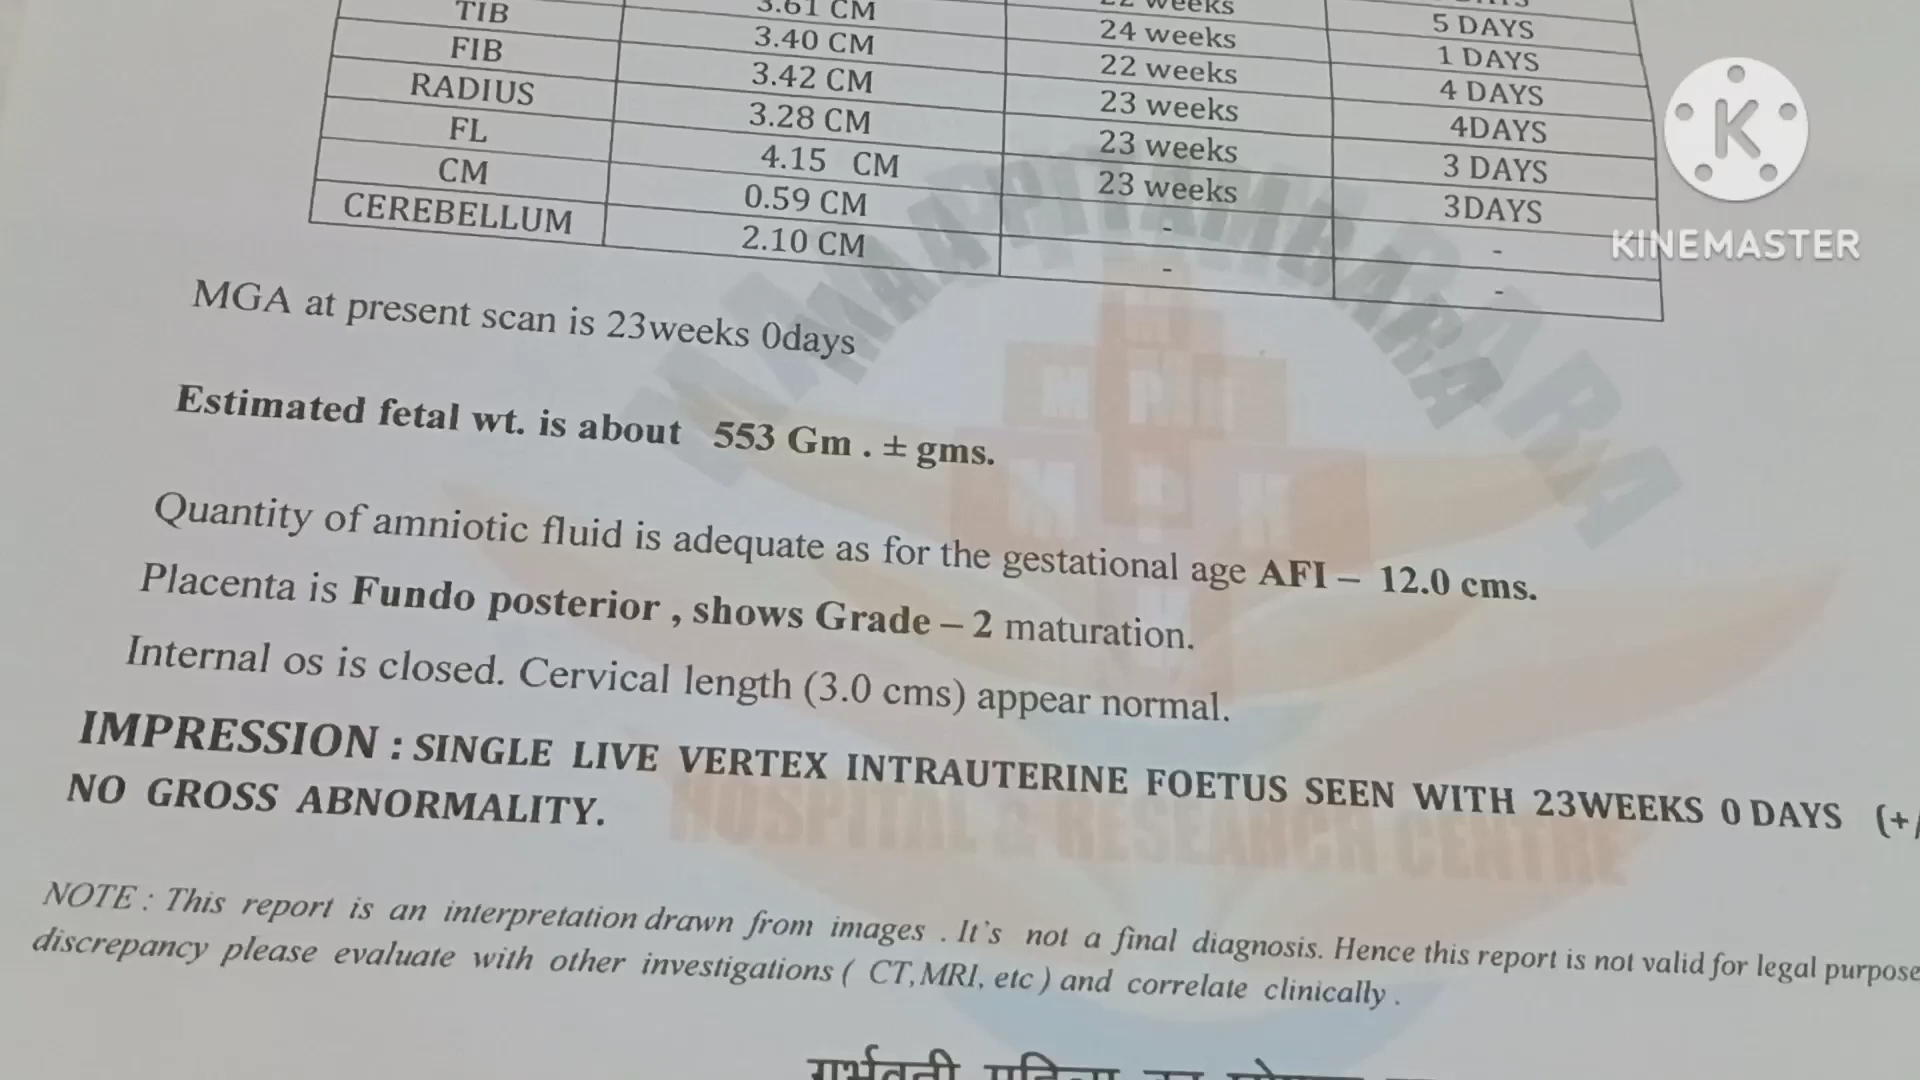 TIB 3.61 CM 22 weeks 5 DAYS
FIB 3.40 CM 24 weeks 1 DAYS
RADIUS 3.42 CM 22 weeks 4 DAYS
FL 3.28 CM 23 weeks 4DAYS
CM 4.15 CM 23 weeks 3 DAYS
CEREBELLUM 0.59 CM 23 weeks 3DAYS
2.10 CM - -
- -
KINEMASTER
MGA at present scan is 23weeks 0days
Estimated fetal wt. is about 553 Gm . ± gms.
Quantity of amniotic fluid is adequate as for the gestational age AFI – 12.0 cms.
Placenta is Fundo posterior , shows Grade – 2 maturation.
Internal os is closed. Cervical length (3.0 cms) appear normal.
IMPRESSION : SINGLE LIVE VERTEX INTRAUTERINE FOETUS SEEN WITH 23WEEKS 0 DAYS (+/
NO GROSS ABNORMALITY.
NOTE : This report is an interpretation drawn from images . It`s not a final diagnosis. Hence this report is not valid for legal purpose
discrepancy please evaluate with other investigations ( CT,MRI, etc ) and correlate clinically .
MAA PITAMBARA
HOSPITAL & RESEARCH CENTRE
गर्भवती महिला का